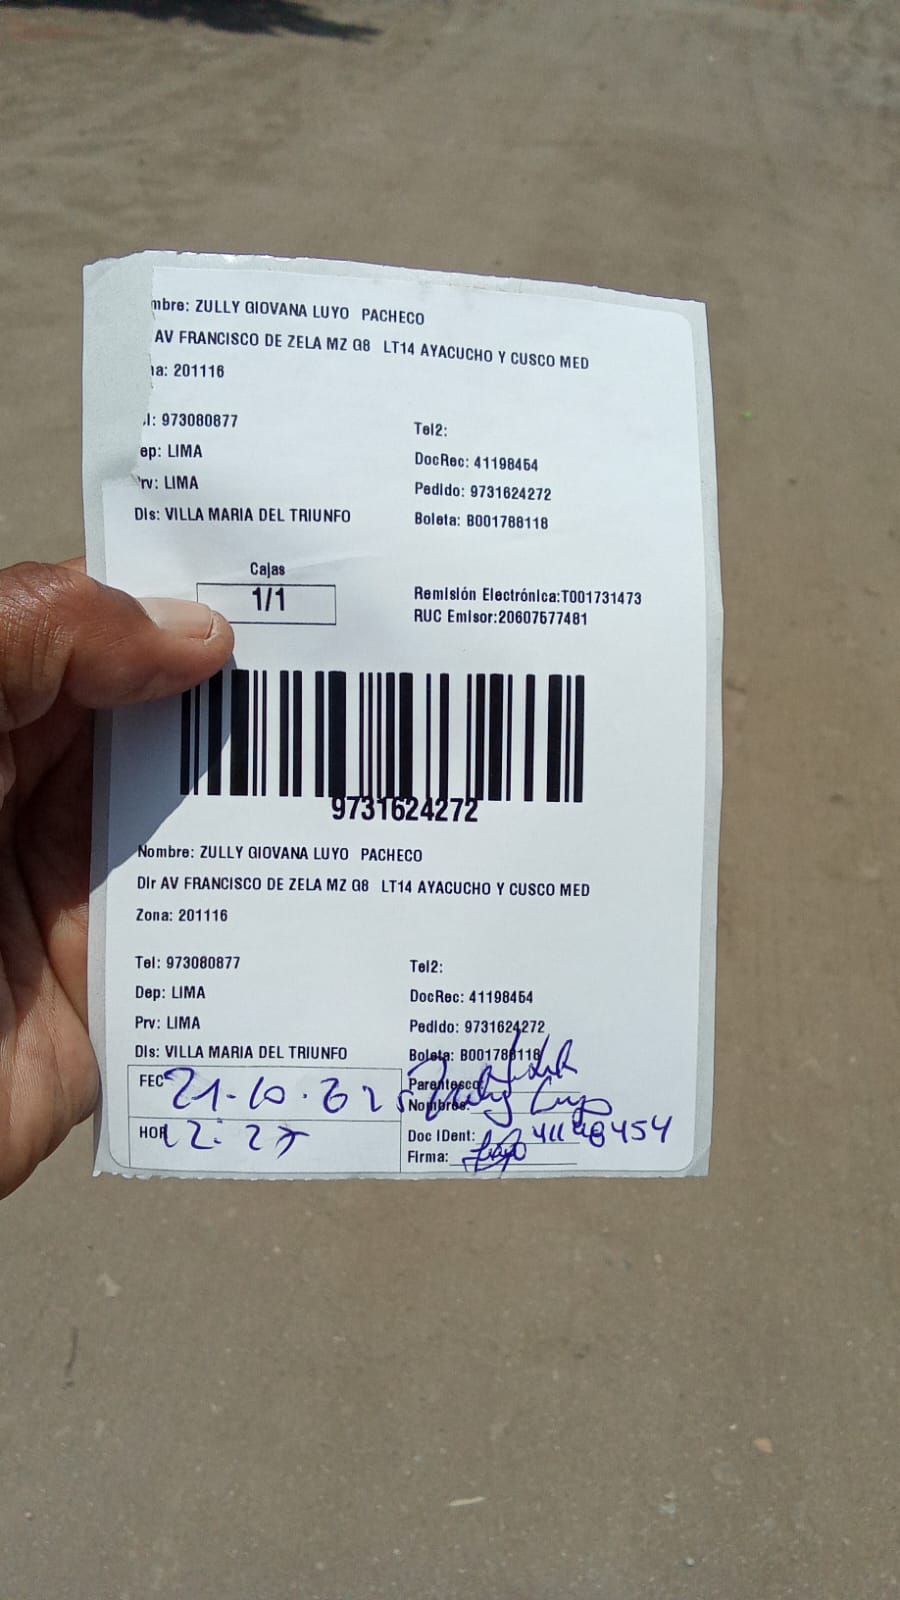 mbre: ZULLY GIOVANA LUYO PACHECO
AV FRANCISCO DE ZELA MZ G8 LT14 AYACUCHO Y CUSCO MED
na: 201116
el: 973080877
Tel2:
ep: LIMA
DocRec: 41198454
Prv: LIMA
Pedido: 9731624272
Dis: VILLA MARIA DEL TRIUNFO
Boleta: B001788118
Cajas
1/1
Remisión Electrónica:T001731473
RUC Emisor:20607577481
9731624272
Nombre: ZULLY GIOVANA LUYO PACHECO
Dir AV FRANCISCO DE ZELA MZ G8 LT14 AYACUCHO Y CUSCO MED
Zona: 201116
Tel: 973080877
Tel2:
Dep: LIMA
DocRec: 41198454
Prv: LIMA
Pedido: 9731624272
Dis: VILLA MARIA DEL TRIUNFO
Boleta: B001788118
FEC 21-10-
Parentesco:
Nombres: Zully Luyo
HOR 12:27
Doc IDent: 41198454
Firma: